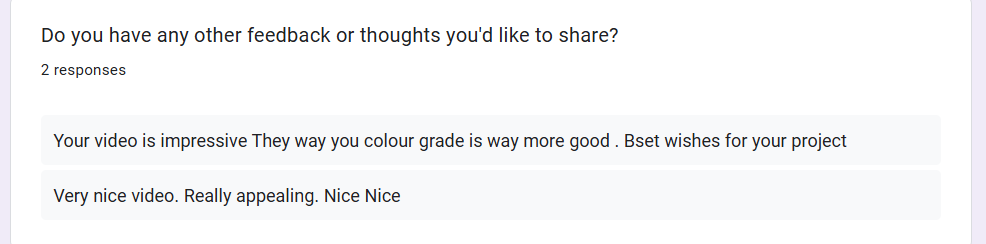 Do you have any other feedback or thoughts you'd like to share?
2 responses
Your video is impressive They way you colour grade is way more good . Bset wishes for your project
Very nice video. Really appealing. Nice Nice